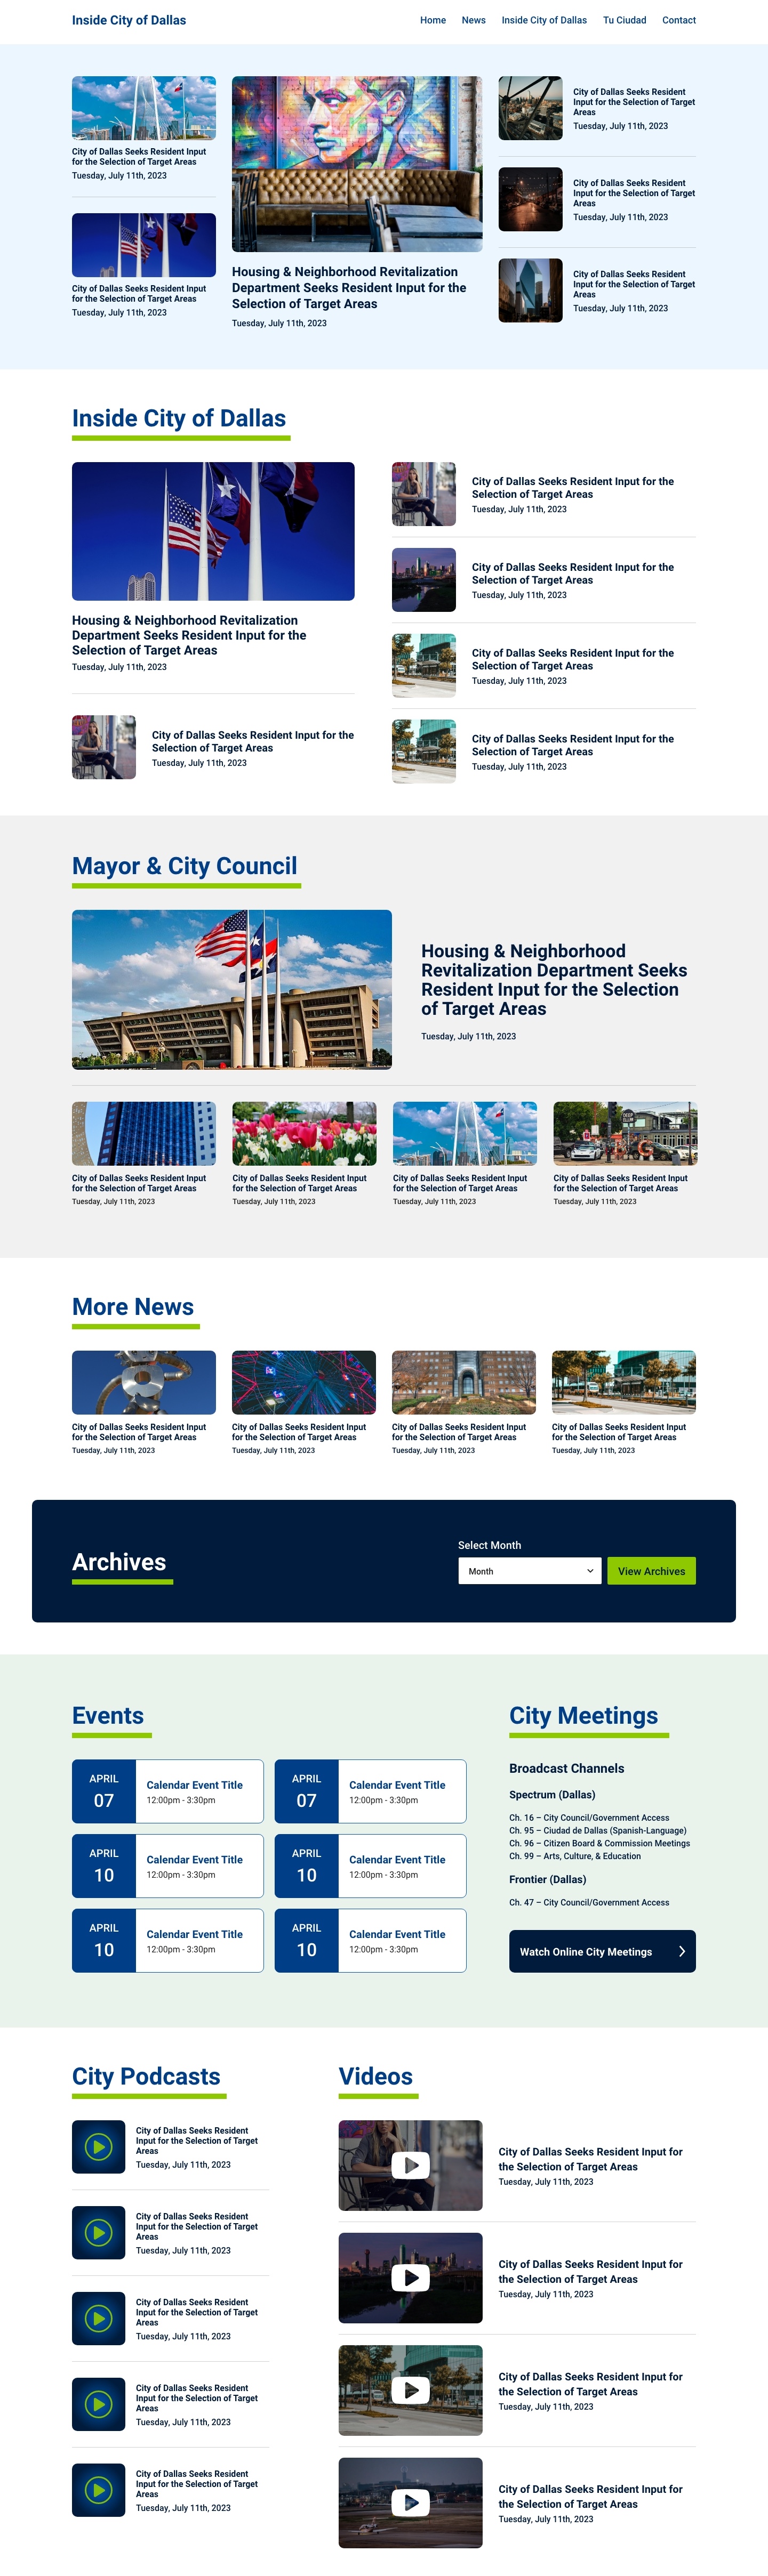 Inside City of Dallas
Home News Inside City of Dallas Tu Ciudad Contact
City of Dallas Seeks Resident Input
for the Selection of Target Areas
Tuesday, July 11th, 2023
City of Dallas Seeks Resident Input
for the Selection of Target Areas
Tuesday, July 11th, 2023
Housing & Neighborhood Revitalization
Department Seeks Resident Input for the
Selection of Target Areas
Tuesday, July 11th, 2023
City of Dallas Seeks Resident
Input for the Selection of Target
Areas
Tuesday, July 11th, 2023
City of Dallas Seeks Resident
Input for the Selection of Target
Areas
Tuesday, July 11th, 2023
City of Dallas Seeks Resident
Input for the Selection of Target
Areas
Tuesday, July 11th, 2023
Inside City of Dallas
Housing & Neighborhood Revitalization
Department Seeks Resident Input for the
Selection of Target Areas
Tuesday, July 11th, 2023
City of Dallas Seeks Resident Input for the
Selection of Target Areas
Tuesday, July 11th, 2023
City of Dallas Seeks Resident Input for the
Selection of Target Areas
Tuesday, July 11th, 2023
City of Dallas Seeks Resident Input for the
Selection of Target Areas
Tuesday, July 11th, 2023
City of Dallas Seeks Resident Input for the
Selection of Target Areas
Tuesday, July 11th, 2023
City of Dallas Seeks Resident Input for the
Selection of Target Areas
Tuesday, July 11th, 2023
Mayor & City Council
Housing & Neighborhood
Revitalization Department Seeks
Resident Input for the Selection
of Target Areas
Tuesday, July 11th, 2023
City of Dallas Seeks Resident Input
for the Selection of Target Areas
Tuesday, July 11th, 2023
City of Dallas Seeks Resident Input
for the Selection of Target Areas
Tuesday, July 11th, 2023
City of Dallas Seeks Resident Input
for the Selection of Target Areas
Tuesday, July 11th, 2023
City of Dallas Seeks Resident Input
for the Selection of Target Areas
Tuesday, July 11th, 2023
More News
City of Dallas Seeks Resident Input
for the Selection of Target Areas
Tuesday, July 11th, 2023
City of Dallas Seeks Resident Input
for the Selection of Target Areas
Tuesday, July 11th, 2023
City of Dallas Seeks Resident Input
for the Selection of Target Areas
Tuesday, July 11th, 2023
City of Dallas Seeks Resident Input
for the Selection of Target Areas
Tuesday, July 11th, 2023
Archives
Select Month
Month
View Archives
Events
APRIL
07
Calendar Event Title
12:00pm - 3:30pm
APRIL
07
Calendar Event Title
12:00pm - 3:30pm
APRIL
10
Calendar Event Title
12:00pm - 3:30pm
APRIL
10
Calendar Event Title
12:00pm - 3:30pm
APRIL
10
Calendar Event Title
12:00pm - 3:30pm
APRIL
10
Calendar Event Title
12:00pm - 3:30pm
City Meetings
Broadcast Channels
Spectrum (Dallas)
Ch. 16 – City Council/Government Access
Ch. 95 – Ciudad de Dallas (Spanish-Language)
Ch. 96 – Citizen Board & Commission Meetings
Ch. 99 – Arts, Culture, & Education
Frontier (Dallas)
Ch. 47 – City Council/Government Access
Watch Online City Meetings
City Podcasts
City of Dallas Seeks Resident
Input for the Selection of Target
Areas
Tuesday, July 11th, 2023
City of Dallas Seeks Resident
Input for the Selection of Target
Areas
Tuesday, July 11th, 2023
City of Dallas Seeks Resident
Input for the Selection of Target
Areas
Tuesday, July 11th, 2023
City of Dallas Seeks Resident
Input for the Selection of Target
Areas
Tuesday, July 11th, 2023
City of Dallas Seeks Resident
Input for the Selection of Target
Areas
Tuesday, July 11th, 2023
Videos
City of Dallas Seeks Resident Input for
the Selection of Target Areas
Tuesday, July 11th, 2023
City of Dallas Seeks Resident Input for
the Selection of Target Areas
Tuesday, July 11th, 2023
City of Dallas Seeks Resident Input for
the Selection of Target Areas
Tuesday, July 11th, 2023
City of Dallas Seeks Resident Input for
the Selection of Target Areas
Tuesday, July 11th, 2023